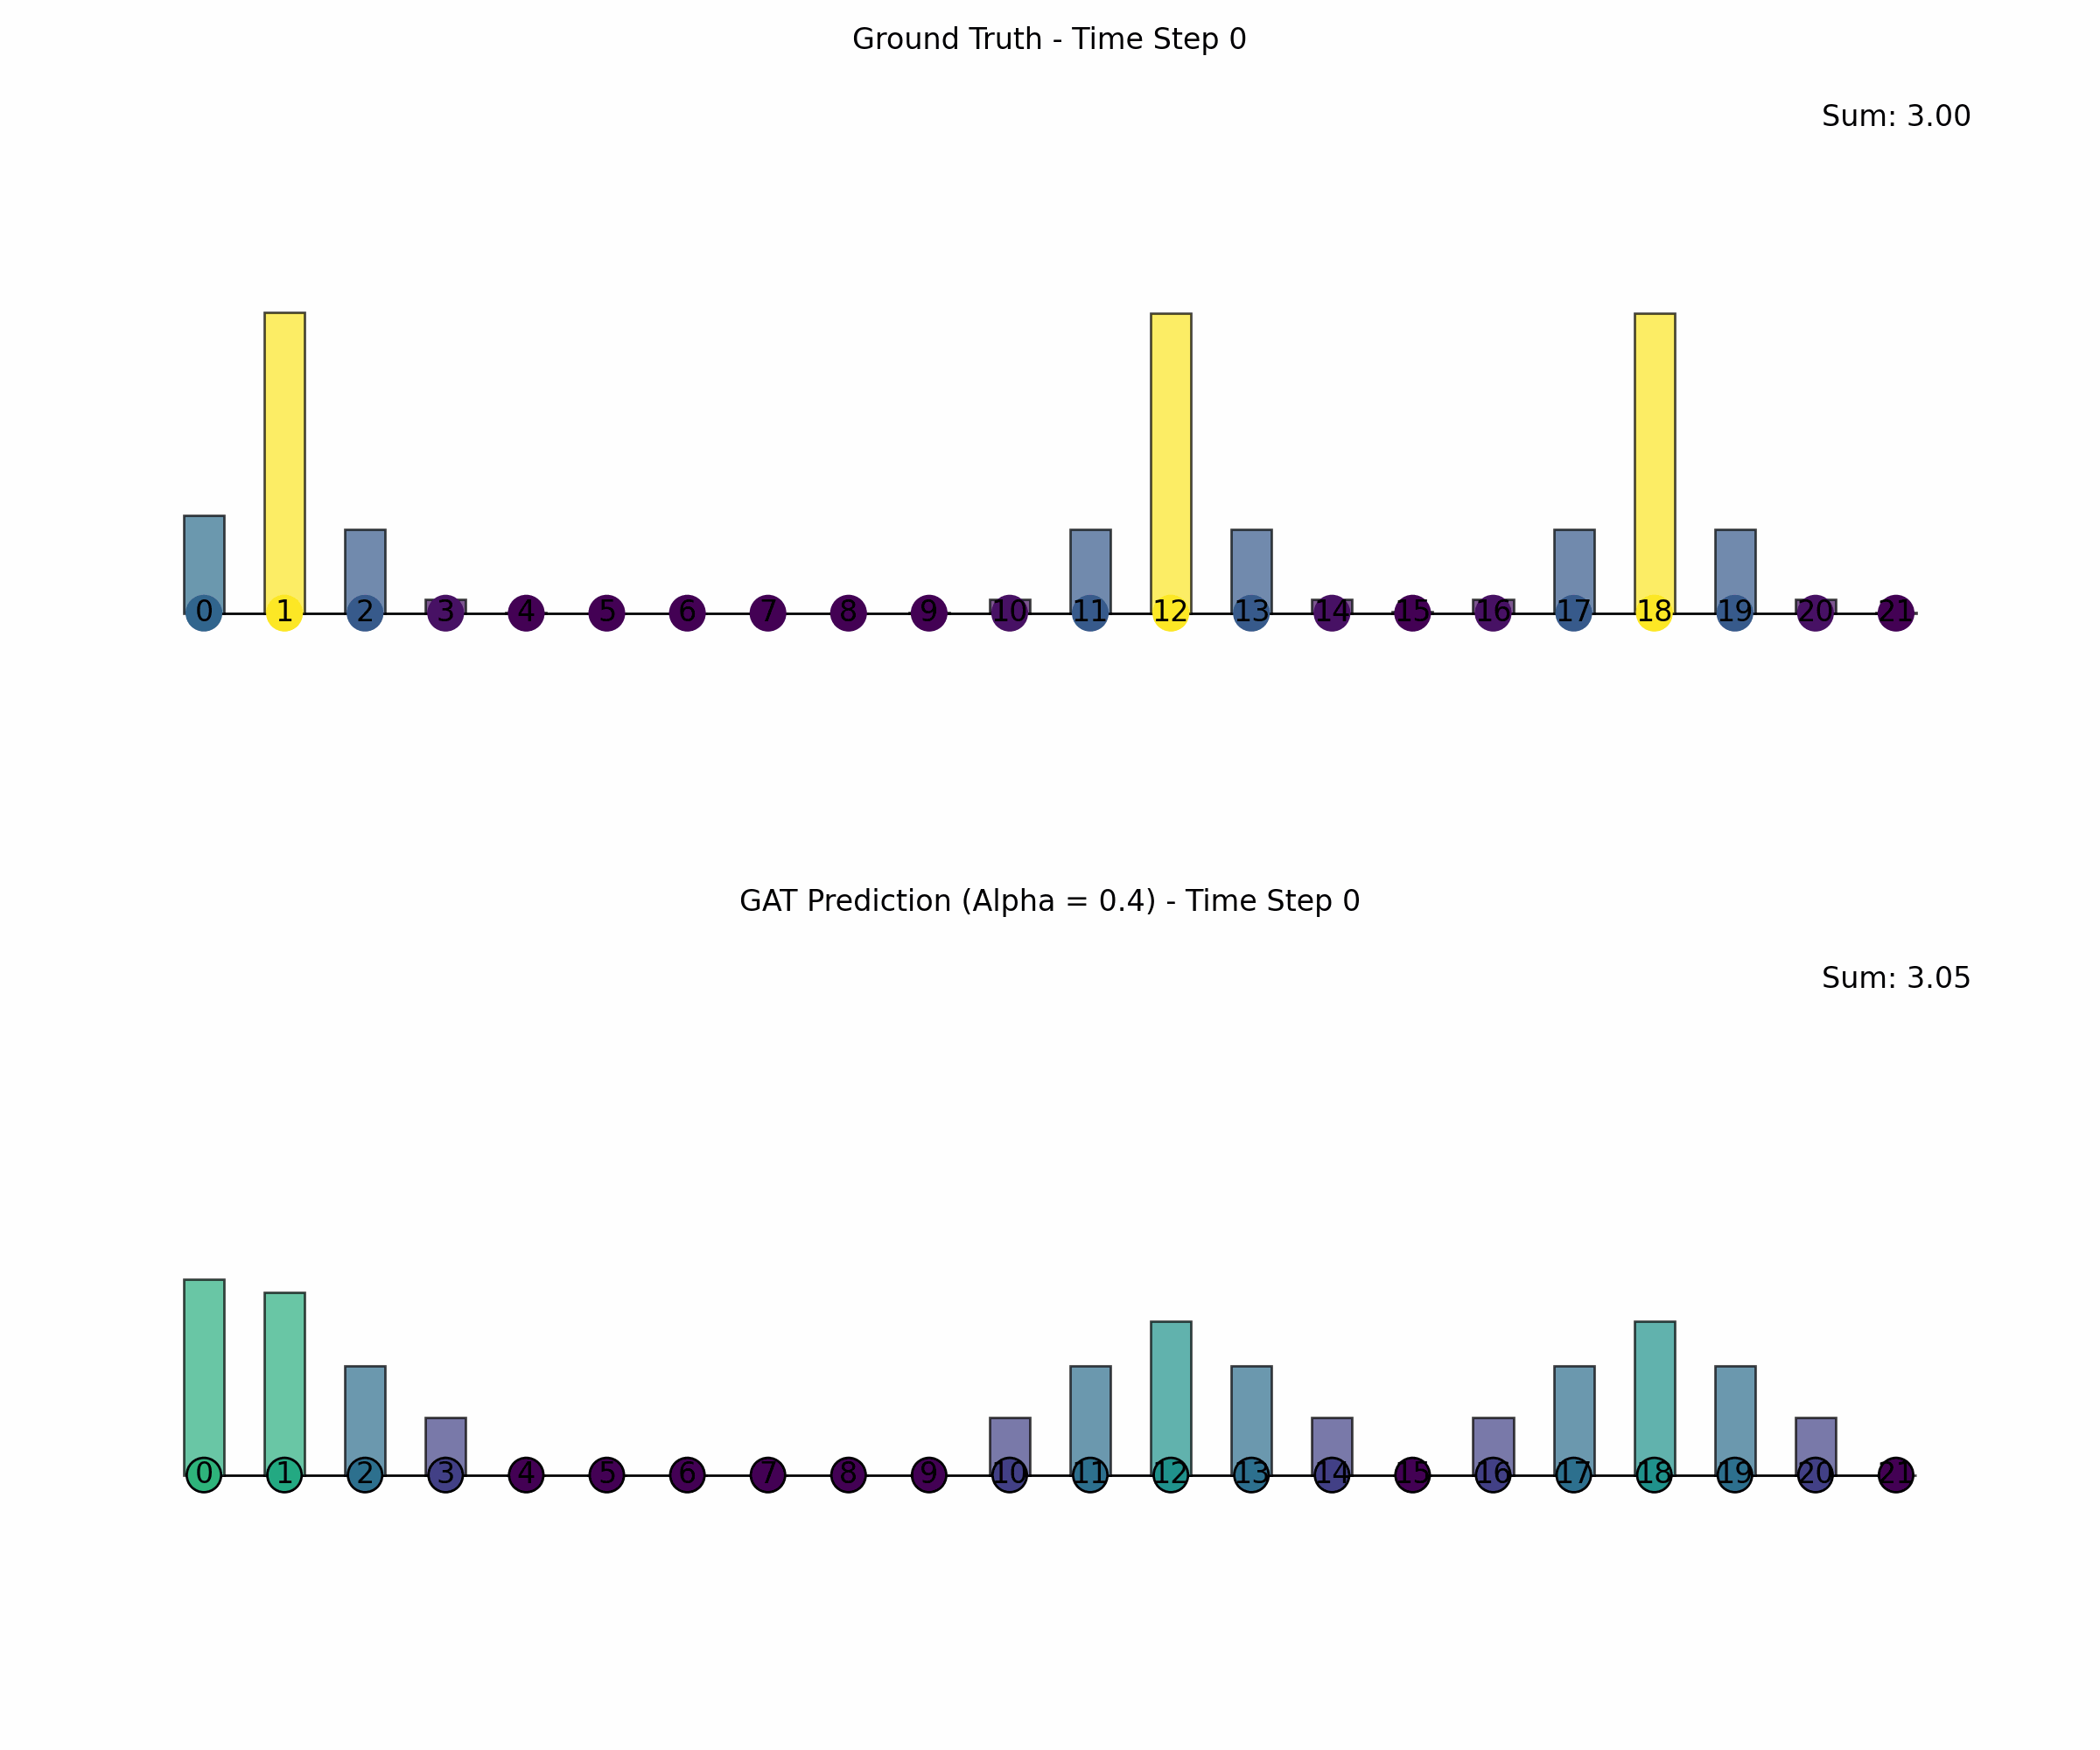 Ground Truth - Time Step 0
Sum: 3.00
0 1 2 3 4 5 6 7 8 9 10 11 12 13 14 15 16 17 18 19 20 21
GAT Prediction (Alpha = 0.4) - Time Step 0
Sum: 3.05
0 1 2 3 4 5 6 7 8 9 10 11 12 13 14 15 16 17 18 19 20 21